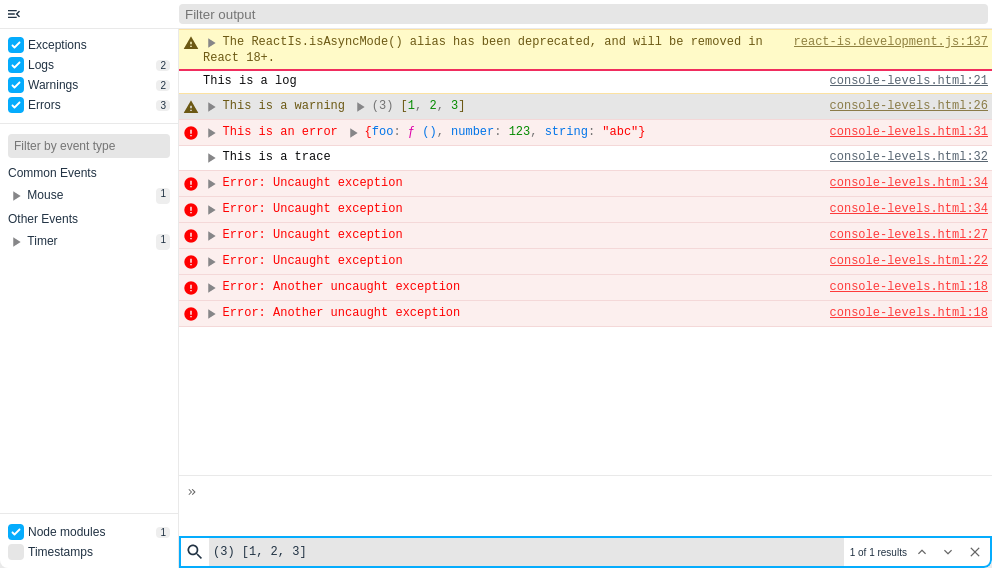 Filter output
Exceptions
Logs 2
Warnings 2
Errors 3
Filter by event type
Common Events
Mouse 1
Other Events
Timer 1
Node modules 1
Timestamps
The ReactIs.isAsyncMode() alias has been deprecated, and will be removed in react-is.development.js:137
React 18+.
This is a log console-levels.html:21
This is a warning (3) [1, 2, 3] console-levels.html:26
This is an error {foo: ƒ (), number: 123, string: "abc"} console-levels.html:31
This is a trace console-levels.html:32
Error: Uncaught exception console-levels.html:34
Error: Uncaught exception console-levels.html:34
Error: Uncaught exception console-levels.html:27
Error: Uncaught exception console-levels.html:22
Error: Another uncaught exception console-levels.html:18
Error: Another uncaught exception console-levels.html:18
»
(3) [1, 2, 3] 1 of 1 results